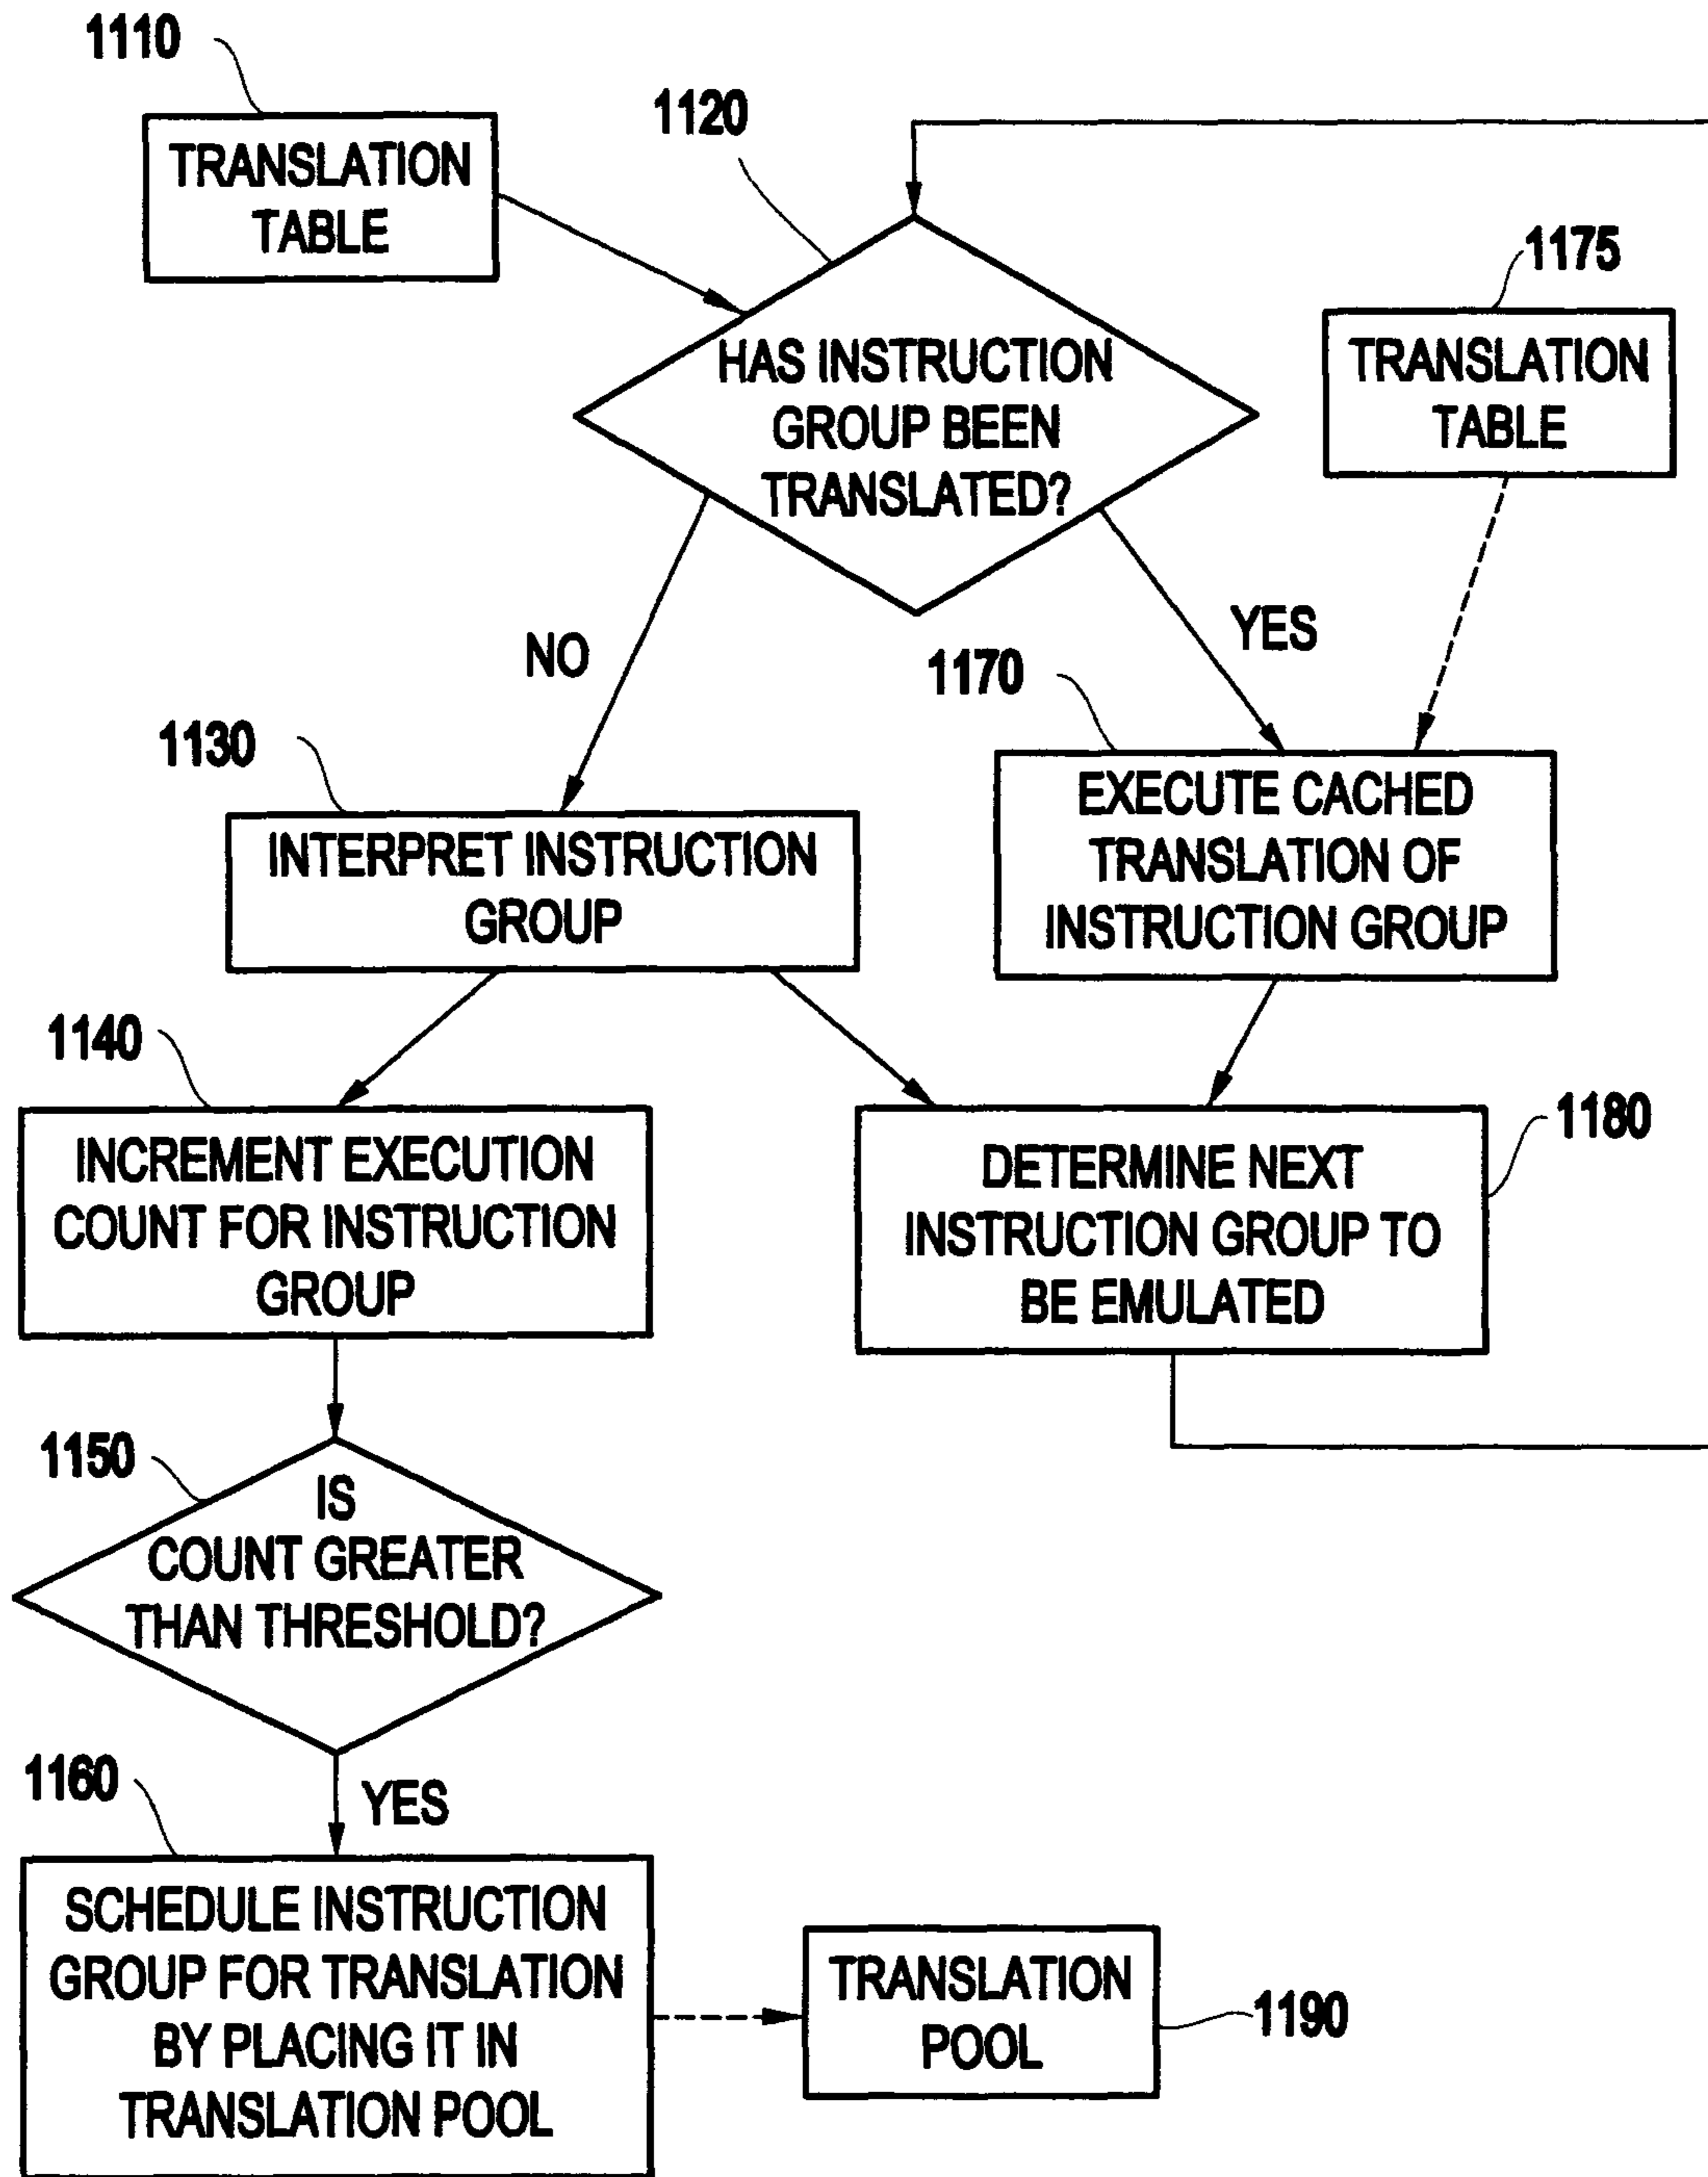 1110
TRANSLATION
TABLE
1120
HAS INSTRUCTION
GROUP BEEN
TRANSLATED?
1175
TRANSLATION
TABLE
NO
YES
1130
INTERPRET INSTRUCTION
GROUP
1170
EXECUTE CACHED
TRANSLATION OF
INSTRUCTION GROUP
1140
INCREMENT EXECUTION
COUNT FOR INSTRUCTION
GROUP
1180
DETERMINE NEXT
INSTRUCTION GROUP TO
BE EMULATED
1150
IS
COUNT GREATER
THAN THRESHOLD?
YES
1160
SCHEDULE INSTRUCTION
GROUP FOR TRANSLATION
BY PLACING IT IN
TRANSLATION POOL
TRANSLATION
POOL
1190